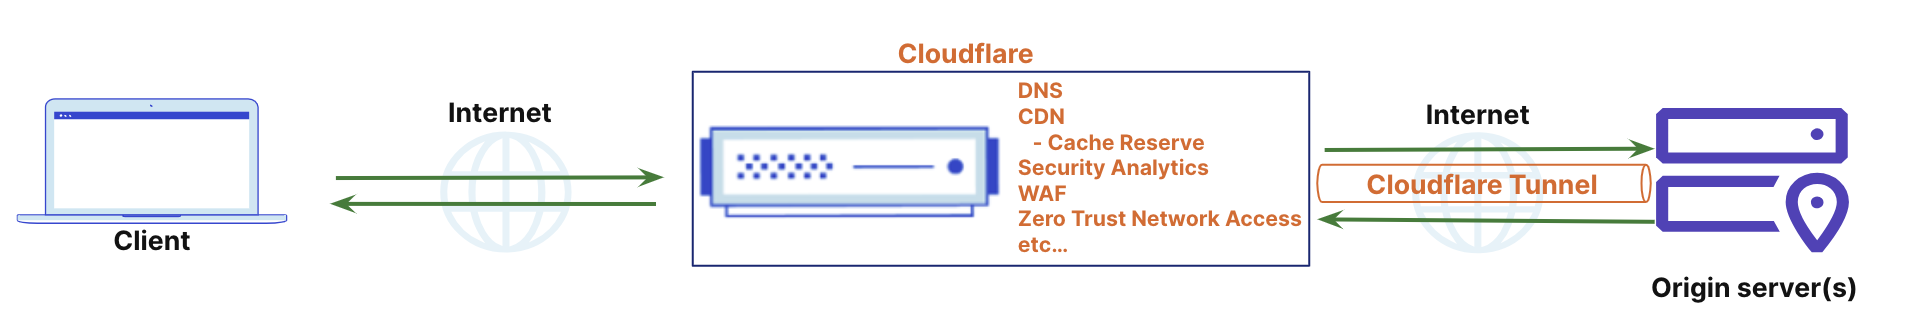 Cloudflare
Client
Internet
DNS
CDN
- Cache Reserve
Security Analytics
WAF
Zero Trust Network Access
etc...
Internet
Cloudflare Tunnel
Origin server(s)